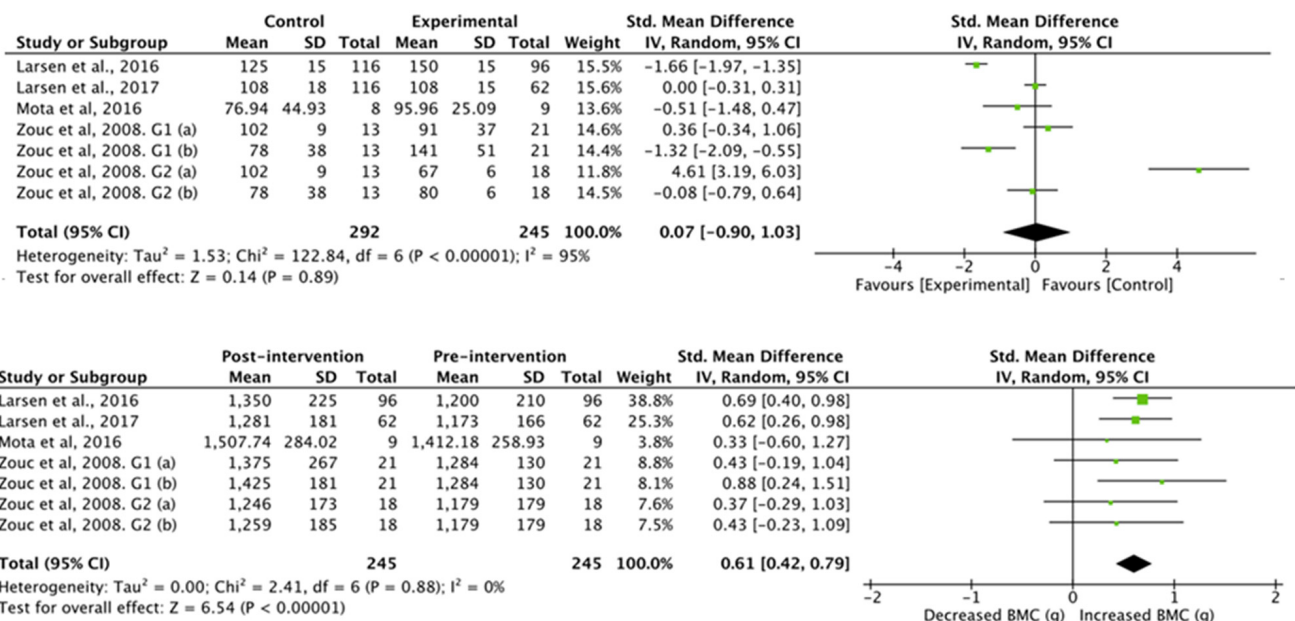 Control Experimental Std. Mean Difference Std. Mean Difference
Study or Subgroup Mean SD Total Mean SD Total Weight IV, Random, 95% CI IV, Random, 95% CI
Larsen et al., 2016 125 15 116 150 15 96 15.5% −1.66 [−1.97, −1.35]
Larsen et al., 2017 108 18 116 108 15 62 15.6% 0.00 [−0.31, 0.31]
Mota et al, 2016 76.94 44.93 8 95.96 25.09 9 13.6% −0.51 [−1.48, 0.47]
Zouc et al, 2008. G1 (a) 102 9 13 91 37 21 14.6% 0.36 [−0.34, 1.06]
Zouc et al, 2008. G1 (b) 78 38 13 141 51 21 14.4% −1.32 [−2.09, −0.55]
Zouc et al, 2008. G2 (a) 102 9 13 67 6 18 11.8% 4.61 [3.19, 6.03]
Zouc et al, 2008. G2 (b) 78 38 13 80 6 18 14.5% −0.08 [−0.79, 0.64]
Total (95% CI) 292 245 100.0% 0.07 [−0.90, 1.03]
Heterogeneity: Tau² = 1.53; Chi² = 122.84, df = 6 (P < 0.00001); I² = 95%
Test for overall effect: Z = 0.14 (P = 0.89)
−4 −2 0 2 4
Favours [Experimental] Favours [Control]
Post-intervention Pre-intervention Std. Mean Difference Std. Mean Difference
Study or Subgroup Mean SD Total Mean SD Total Weight IV, Random, 95% CI IV, Random, 95% CI
Larsen et al., 2016 1,350 225 96 1,200 210 96 38.8% 0.69 [0.40, 0.98]
Larsen et al., 2017 1,281 181 62 1,173 166 62 25.3% 0.62 [0.26, 0.98]
Mota et al, 2016 1,507.74 284.02 9 1,412.18 258.93 9 3.8% 0.33 [−0.60, 1.27]
Zouc et al, 2008. G1 (a) 1,375 267 21 1,284 130 21 8.8% 0.43 [−0.19, 1.04]
Zouc et al, 2008. G1 (b) 1,425 181 21 1,284 130 21 8.1% 0.88 [0.24, 1.51]
Zouc et al, 2008. G2 (a) 1,246 173 18 1,179 179 18 7.6% 0.37 [−0.29, 1.03]
Zouc et al, 2008. G2 (b) 1,259 185 18 1,179 179 18 7.5% 0.43 [−0.23, 1.09]
Total (95% CI) 245 245 100.0% 0.61 [0.42, 0.79]
Heterogeneity: Tau² = 0.00; Chi² = 2.41, df = 6 (P = 0.88); I² = 0%
Test for overall effect: Z = 6.54 (P < 0.00001)
−2 −1 0 1 2
Decreased BMC (g) Increased BMC (g)